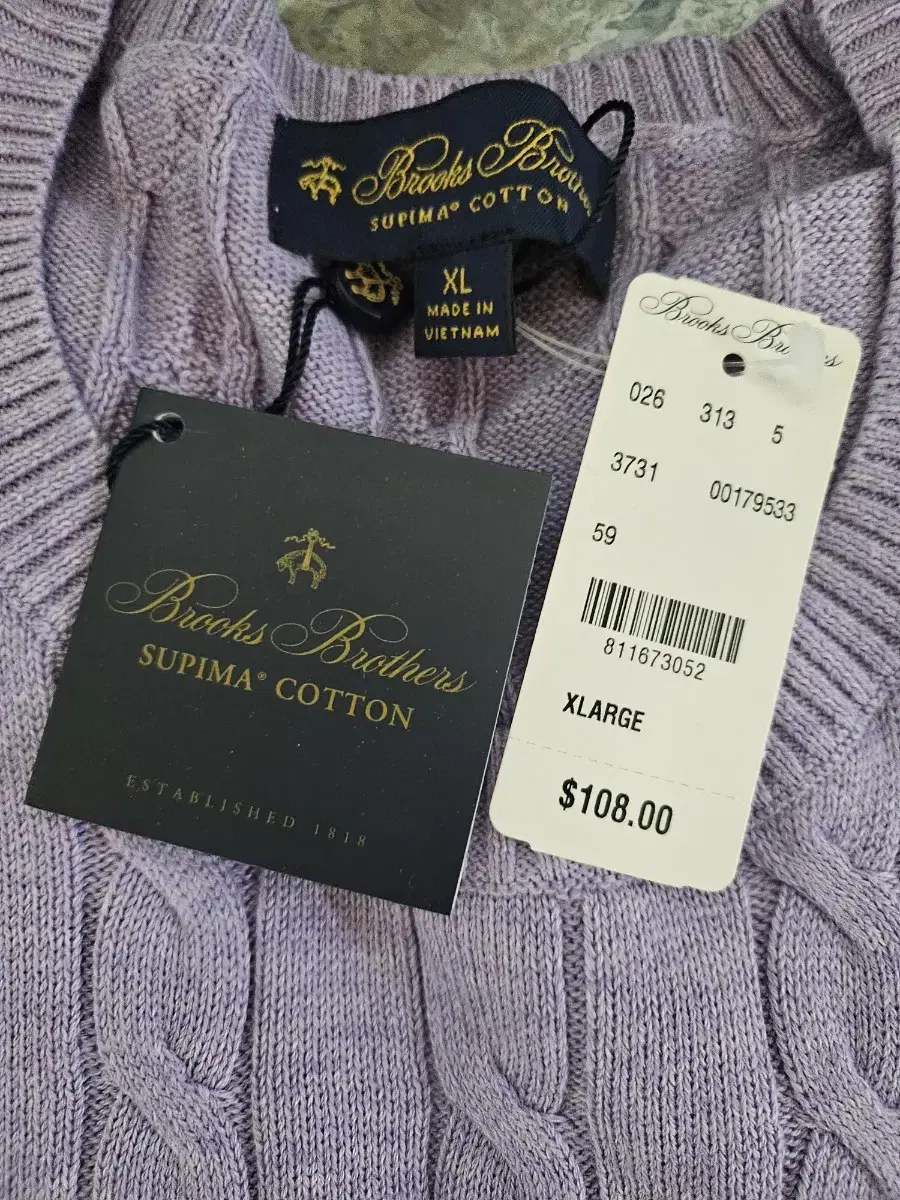 Brooks Brothers
SUPIMA® COTTON
XL
MADE IN
VIETNAM
Brooks Brothers
SUPIMA® COTTON
ESTABLISHED 1818
Brooks Brothers
026 313 5
3731 00179533
59
811673052
XLARGE
$108.00